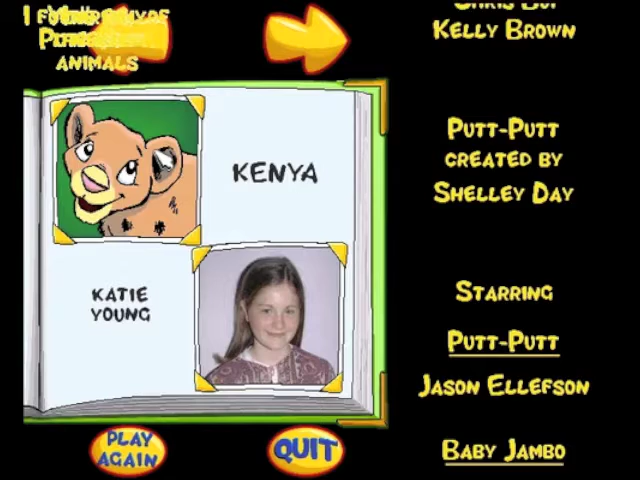 ANIMALS
KENYA
KATIE
YOUNG
PLAY
AGAIN
QUIT
KELLY BROWN
PUTT-PUTT
CREATED BY
SHELLEY DAY
STARRING
PUTT-PUTT
JASON ELLEFSON
BABY JAMBO